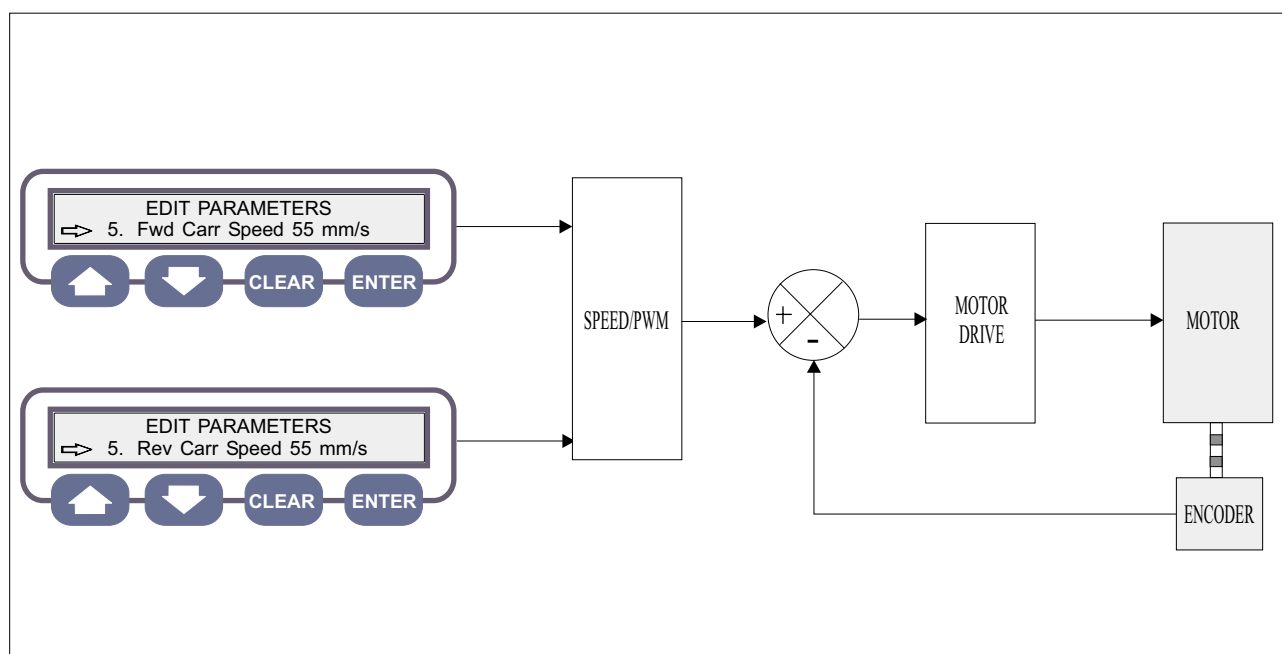 EDIT PARAMETERS
5. Fwd Carr Speed 55 mm/s
CLEAR
ENTER
EDIT PARAMETERS
5. Rev Carr Speed 55 mm/s
CLEAR
ENTER
SPEED/PWM
+
-
MOTOR
DRIVE
MOTOR
ENCODER